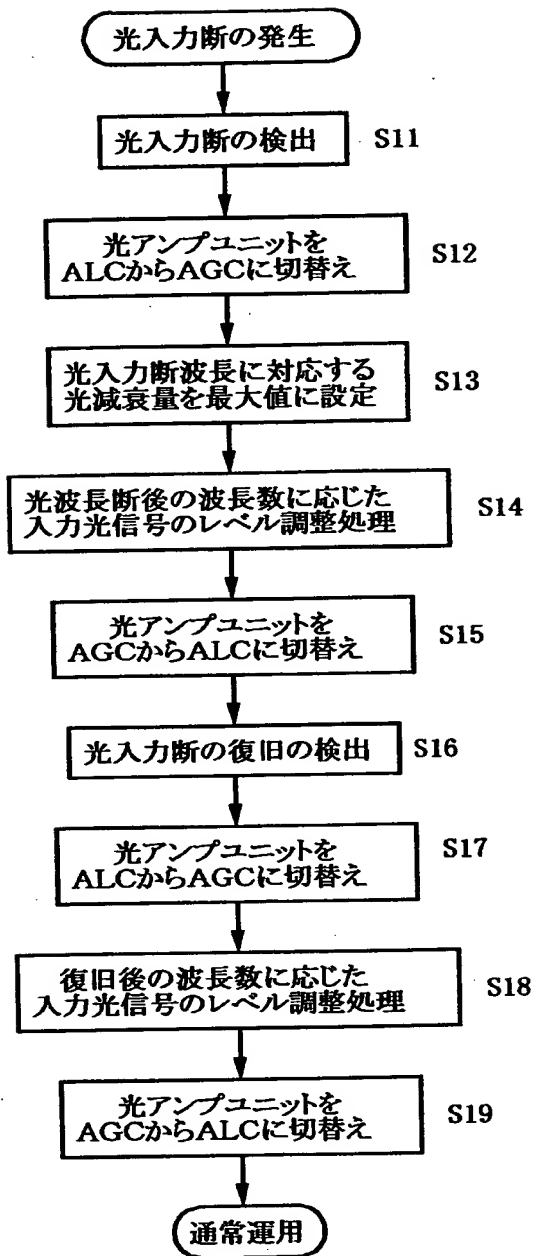 光入力断の発生
光入力断の検出 S11
光アンプユニットを
ALCからAGCに切替え
S12
光入力断波長に対応する
光減衰量を最大値に設定
S13
光波長断後の波長数に応じた
入力光信号のレベル調整処理
S14
光アンプユニットを
AGCからALCに切替え
S15
光入力断の復旧の検出 S16
光アンプユニットを
ALCからAGCに切替え
S17
復旧後の波長数に応じた
入力光信号のレベル調整処理
S18
光アンプユニットを
AGCからALCに切替え
S19
通常運用